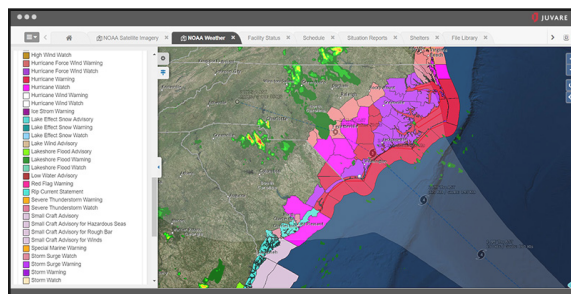 JUVARE
NOAA Satellite Imagery
NOAA Weather
Facility Status
Schedule
Situation Reports
Shelters
File Library
High Wind Watch
Hurricane Force Wind Warning
Hurricane Force Wind Watch
Hurricane Warning
Hurricane Watch
Hurricane Wind Warning
Hurricane Wind Watch
Ice Storm Warning
Lake Effect Snow Advisory
Lake Effect Snow Warning
Lake Effect Snow Watch
Lake Wind Advisory
Lakeshore Flood Advisory
Lakeshore Flood Warning
Lakeshore Flood Watch
Low Water Advisory
Red Flag Warning
Rip Current Statement
Severe Thunderstorm Warning
Severe Thunderstorm Watch
Small Craft Advisory
Small Craft Advisory for Hazardous Seas
Small Craft Advisory for Rough Bar
Small Craft Advisory for Winds
Special Marine Warning
Storm Surge Watch
Storm Surge Warning
Storm Warning
Storm Watch